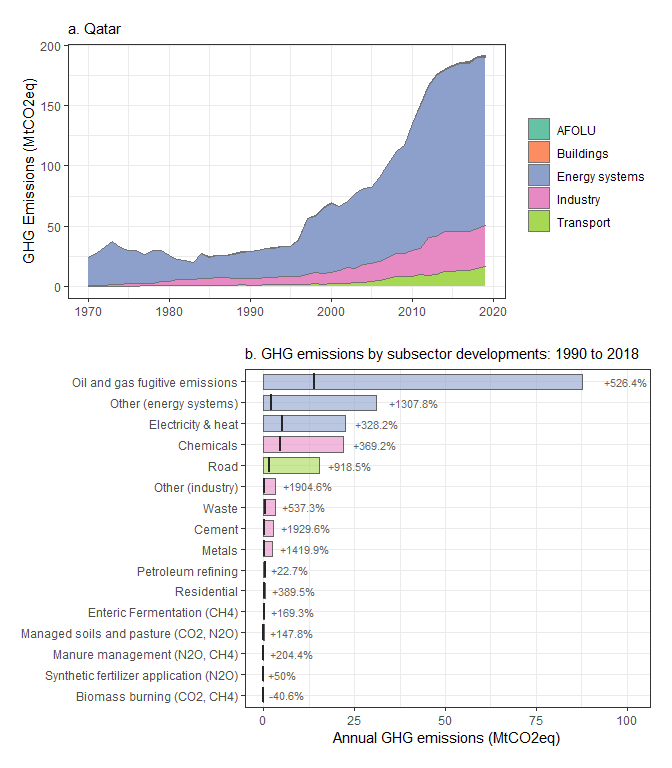 a. Qatar
GHG Emissions (MtCO2eq)
200
150
100
50
0
1970
1980
1990
2000
2010
2020
AFOLU
Buildings
Energy systems
Industry
Transport
b. GHG emissions by subsector developments: 1990 to 2018
Oil and gas fugitive emissions +526.4%
Other (energy systems) +1307.8%
Electricity & heat +328.2%
Chemicals +369.2%
Road +918.5%
Other (industry) +1904.6%
Waste +537.3%
Cement +1929.6%
Metals +1419.9%
Petroleum refining +22.7%
Residential +389.5%
Enteric Fermentation (CH4) +169.3%
Managed soils and pasture (CO2, N2O) +147.8%
Manure management (N2O, CH4) +204.4%
Synthetic fertilizer application (N2O) +50%
Biomass burning (CO2, CH4) -40.6%
0
25
50
75
100
Annual GHG emissions (MtCO2eq)